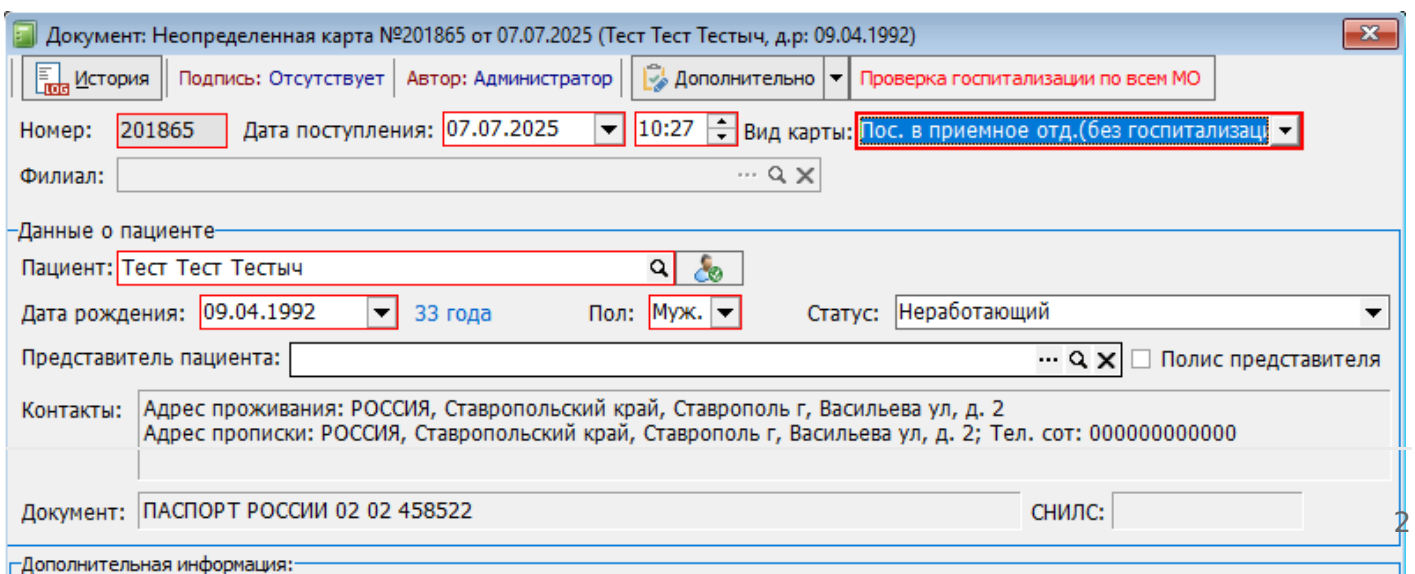 Документ: Неопределенная карта №201865 от 07.07.2025 (Тест Тест Тестыч, д.р: 09.04.1992)
LOG История Подпись: Отсутствует Автор: Администратор Дополнительно Проверка госпитализации по всем МО
Номер: 201865 Дата поступления: 07.07.2025 10:27 Вид карты: Пос. в приемное отд.(без госпитализаци
Филиал:
Данные о пациенте
Пациент: Тест Тест Тестыч
Дата рождения: 09.04.1992 33 года Пол: Муж. Статус: Неработающий
Представитель пациента: Полис представителя
Контакты: Адрес проживания: РОССИЯ, Ставропольский край, Ставрополь г, Васильева ул, д. 2
Адрес прописки: РОССИЯ, Ставропольский край, Ставрополь г, Васильева ул, д. 2; Тел. сот: 000000000000
Документ: ПАСПОРТ РОССИИ 02 02 458522 СНИЛС:
2
Дополнительная информация: